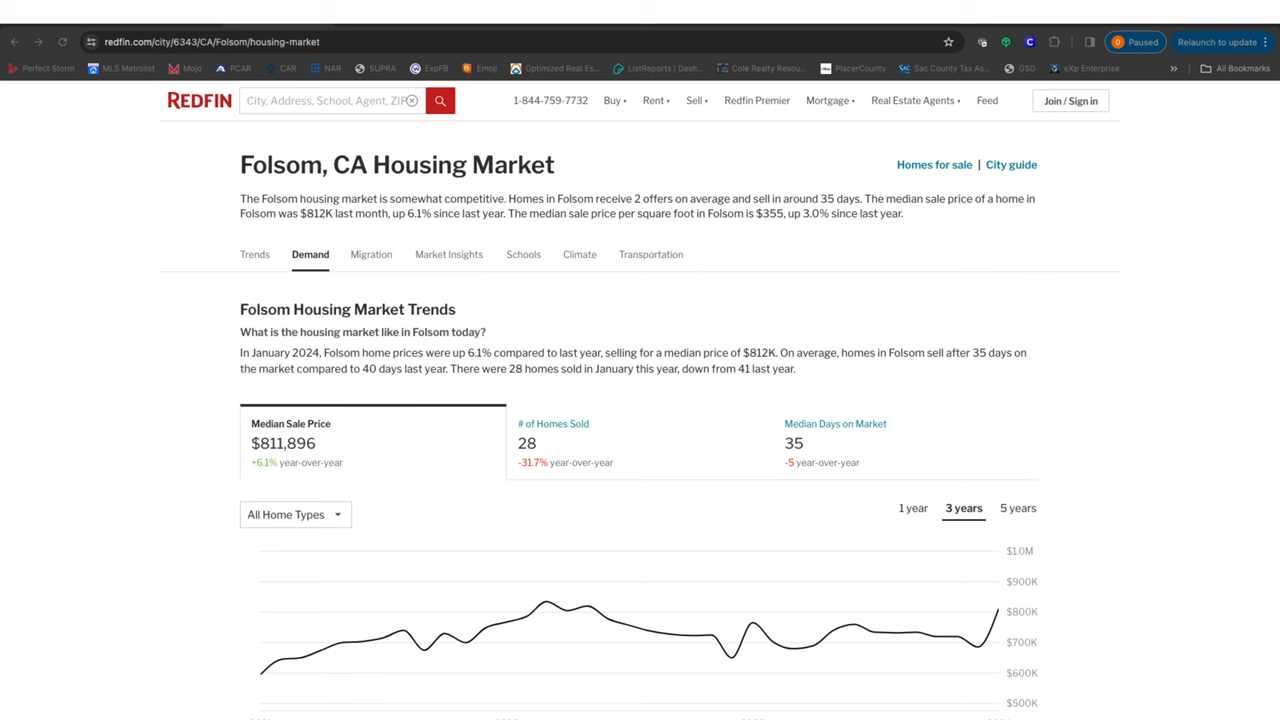 redfin.com/city/6343/CA/Folsom/housing-market
Paused
Relaunch to update
Perfect Storm
MLS Metrolist
Mojo
PCAR
CAR
NAR
SUPRA
ExpFB
Emoji
Optimized Real Es...
ListReports | Dash...
Cole Realty Resou...
PlacerCounty
Sac County Tax As...
GSD
eXp Enterprise
All Bookmarks
REDFIN
City, Address, School, Agent, ZIP
1-844-759-7732
Buy
Rent
Sell
Redfin Premier
Mortgage
Real Estate Agents
Feed
Join / Sign in
Folsom, CA Housing Market
Homes for sale | City guide
The Folsom housing market is somewhat competitive. Homes in Folsom receive 2 offers on average and sell in around 35 days. The median sale price of a home in
Folsom was $812K last month, up 6.1% since last year. The median sale price per square foot in Folsom is $355, up 3.0% since last year.
Trends
Demand
Migration
Market Insights
Schools
Climate
Transportation
Folsom Housing Market Trends
What is the housing market like in Folsom today?
In January 2024, Folsom home prices were up 6.1% compared to last year, selling for a median price of $812K. On average, homes in Folsom sell after 35 days on
the market compared to 40 days last year. There were 28 homes sold in January this year, down from 41 last year.
Median Sale Price
$811,896
+6.1% year-over-year
# of Homes Sold
28
-31.7% year-over-year
Median Days on Market
35
-5 year-over-year
All Home Types
1 year
3 years
5 years
$1.0M
$900K
$800K
$700K
$600K
$500K